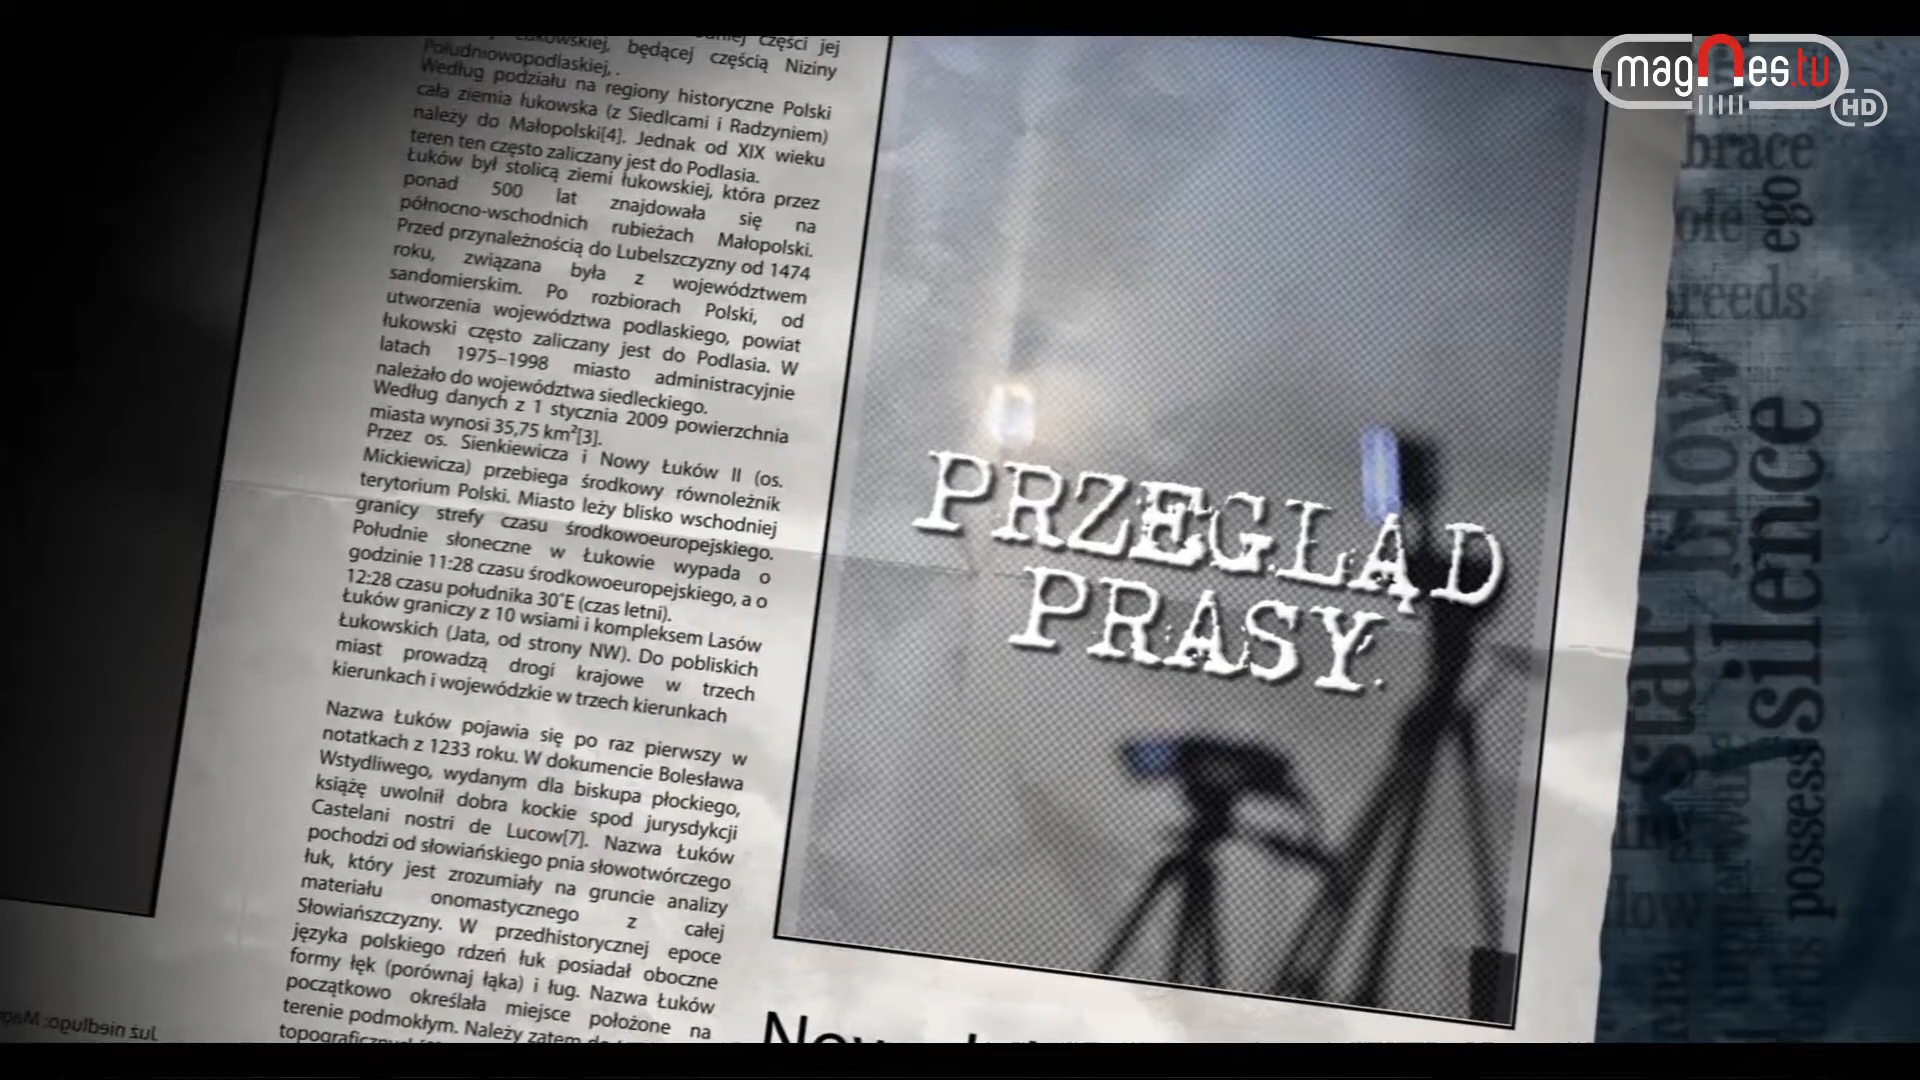 części jej
Łukowskiej, będącej częścią Niziny
Południowopodlaskiej, .
Według podziału na regiony historyczne Polski
cała ziemia łukowska (z Siedlcami i Radzyniem)
należy do Małopolski[4]. Jednak od XIX wieku
teren ten często zaliczany jest do Podlasia.
Łuków był stolicą ziemi łukowskiej, która przez
ponad 500 lat znajdowała się na
północno-wschodnich rubieżach Małopolski.
Przed przynależnością do Lubelszczyzny od 1474
roku, związana była z województwem
sandomierskim. Po rozbiorach Polski, od
utworzenia województwa podlaskiego, powiat
łukowski często zaliczany jest do Podlasia. W
latach 1975–1998 miasto administracyjnie
należało do województwa siedleckiego.
Według danych z 1 stycznia 2009 powierzchnia
miasta wynosi 35,75 km²[3].
Przez os. Sienkiewicza i Nowy Łuków II (os.
Mickiewicza) przebiega środkowy równoleżnik
terytorium Polski. Miasto leży blisko wschodniej
granicy strefy czasu środkowoeuropejskiego.
Południe słoneczne w Łukowie wypada o
godzinie 11:28 czasu środkowoeuropejskiego, a o
12:28 czasu południka 30°E (czas letni).
Łuków graniczy z 10 wsiami i kompleksem Lasów
Łukowskich (Jata, od strony NW). Do pobliskich
miast prowadzą drogi krajowe w trzech
kierunkach i wojewódzkie w trzech kierunkach
Nazwa Łuków pojawia się po raz pierwszy w
notatkach z 1233 roku. W dokumencie Bolesława
Wstydliwego, wydanym dla biskupa płockiego,
książę uwolnił dobra kockie spod jurysdykcji
Castelani nostri de Lucow[7]. Nazwa Łuków
pochodzi od słowiańskiego pnia słowotwórczego
łuk, który jest zrozumiały na gruncie analizy
materiału onomastycznego z całej
Słowiańszczyzny. W przedhistorycznej epoce
języka polskiego rdzeń łuk posiadał oboczne
formy łęk (porównaj łąka) i ług. Nazwa Łuków
początkowo określała miejsce położone na
terenie podmokłym. Należy zatem
PRZEGLĄD
PRASY.
magnes.tv
HD
brace
ego
breeds
blow
silence
star
possess
Już niedługo: